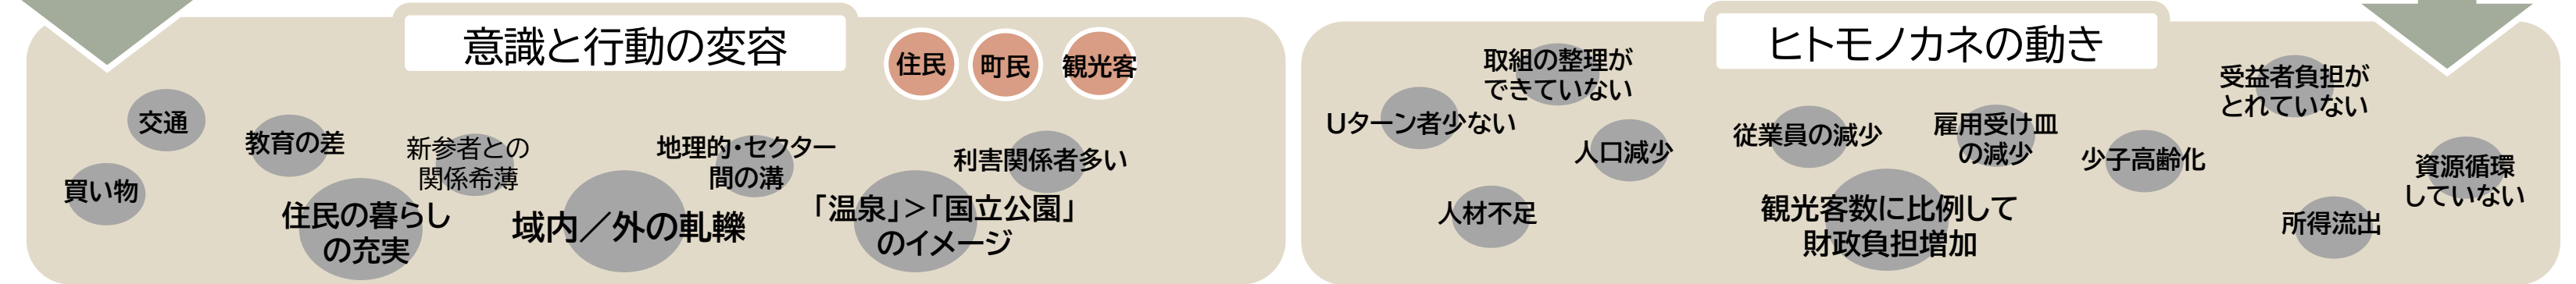 意識と行動の変容
住民
町民
観光客
交通
買い物
教育の差
新参者との
関係希薄
地理的・セクター
間の溝
利害関係者多い
住民の暮らし
の充実
域内／外の軋轢
「温泉」>「国立公園」
のイメージ
ヒトモノカネの動き
取組の整理が
できていない
Uターン者少ない
人口減少
従業員の減少
雇用受け皿
の減少
少子高齢化
受益者負担が
とれていない
資源循環
していない
人材不足
観光客数に比例して
財政負担増加
所得流出